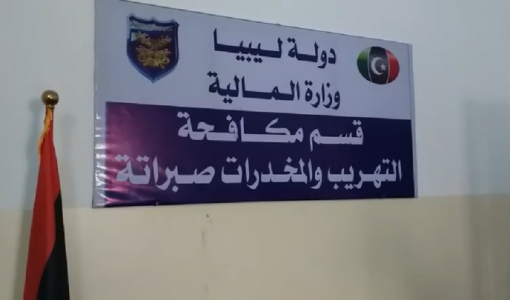 دولة ليبيا
وزارة المالية
قسم مكافحة
التهريب والمخدرات صبراتة